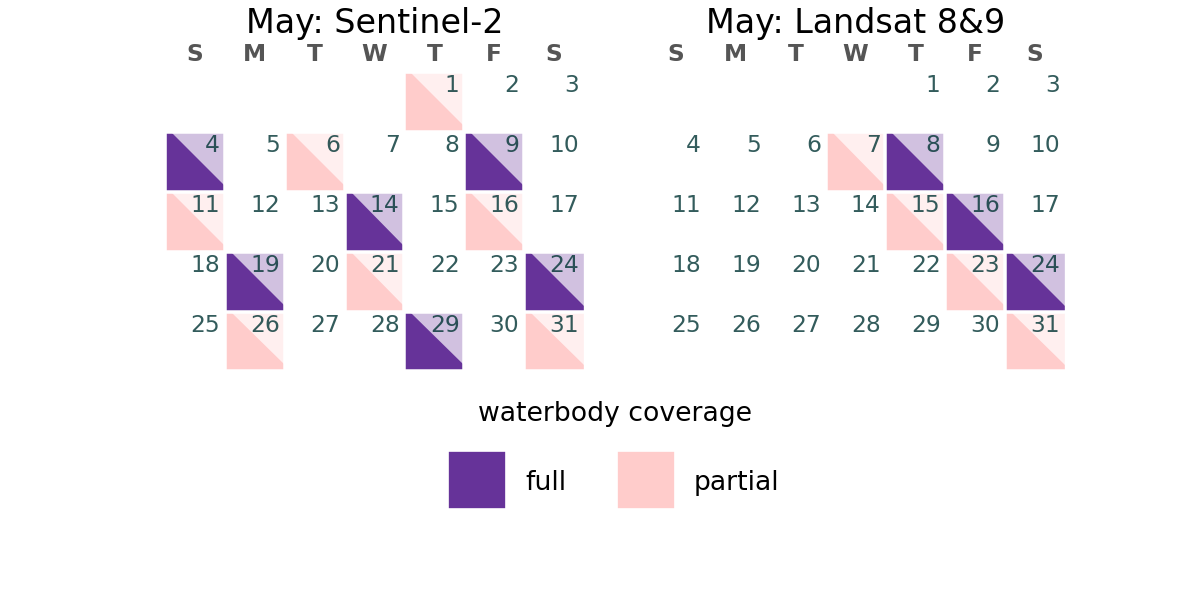 May: Sentinel-2
S M T W T F S
1 2 3
4 5 6 7 8 9 10
11 12 13 14 15 16 17
18 19 20 21 22 23 24
25 26 27 28 29 30 31
May: Landsat 8&9
S M T W T F S
1 2 3
4 5 6 7 8 9 10
11 12 13 14 15 16 17
18 19 20 21 22 23 24
25 26 27 28 29 30 31
waterbody coverage
full
partial